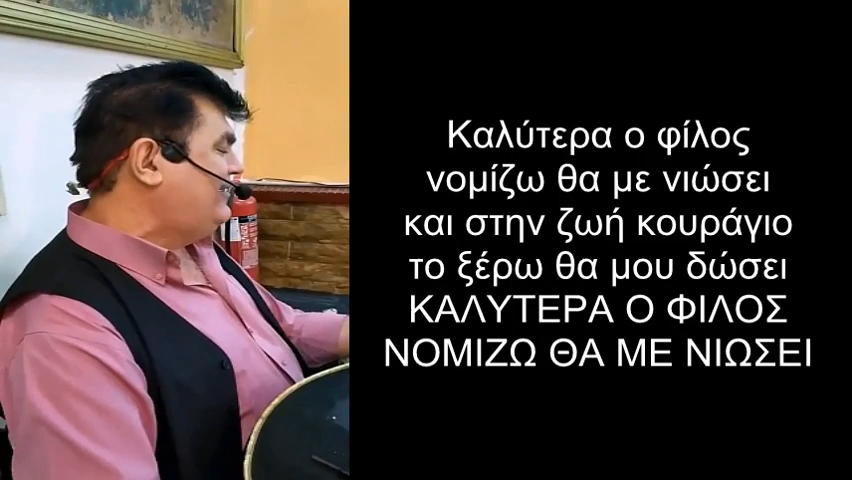 Καλύτερα ο φίλος
νομίζω θα με νιώσει
και στην ζωή κουράγιο
το ξέρω θα μου δώσει
ΚΑΛΥΤΕΡΑ Ο ΦΙΛΟΣ
ΝΟΜΙΖΩ ΘΑ ΜΕ ΝΙΩΣΕΙ